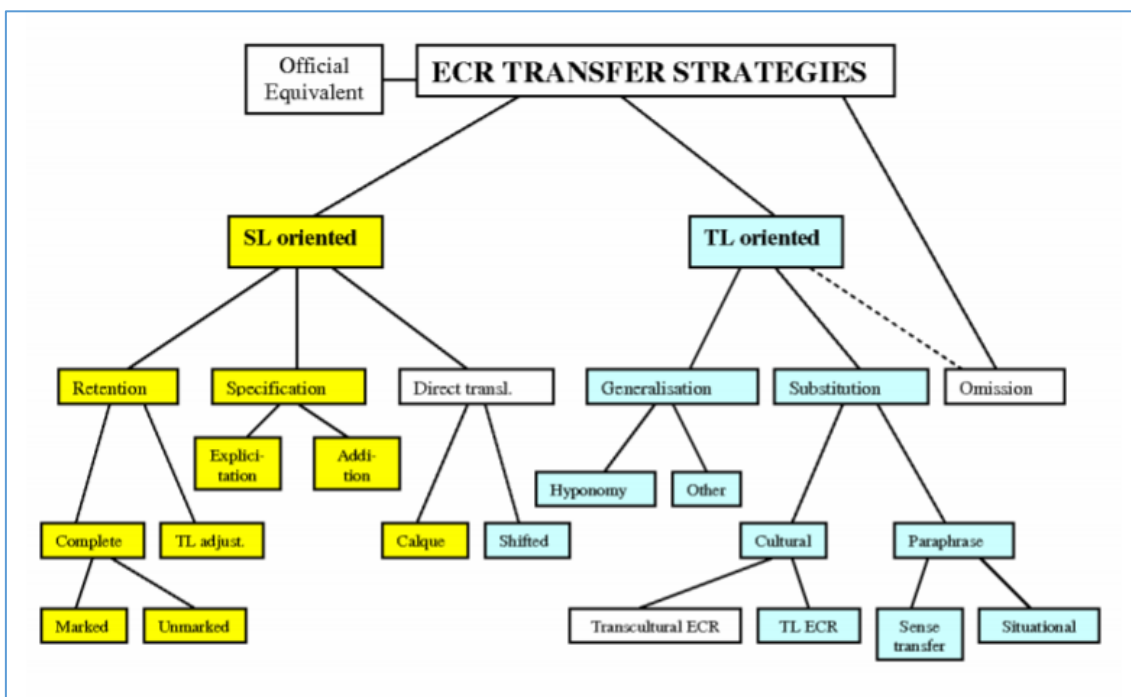 Official
Equivalent
ECR TRANSFER STRATEGIES
SL oriented
TL oriented
Retention
Specification
Direct transl.
Generalisation
Substitution
Omission
Explici-
tation
Addi-
tion
Hyponomy
Other
Complete
TL adjust.
Calque
Shifted
Cultural
Paraphrase
Marked
Unmarked
Transcultural ECR
TL ECR
Sense
transfer
Situational